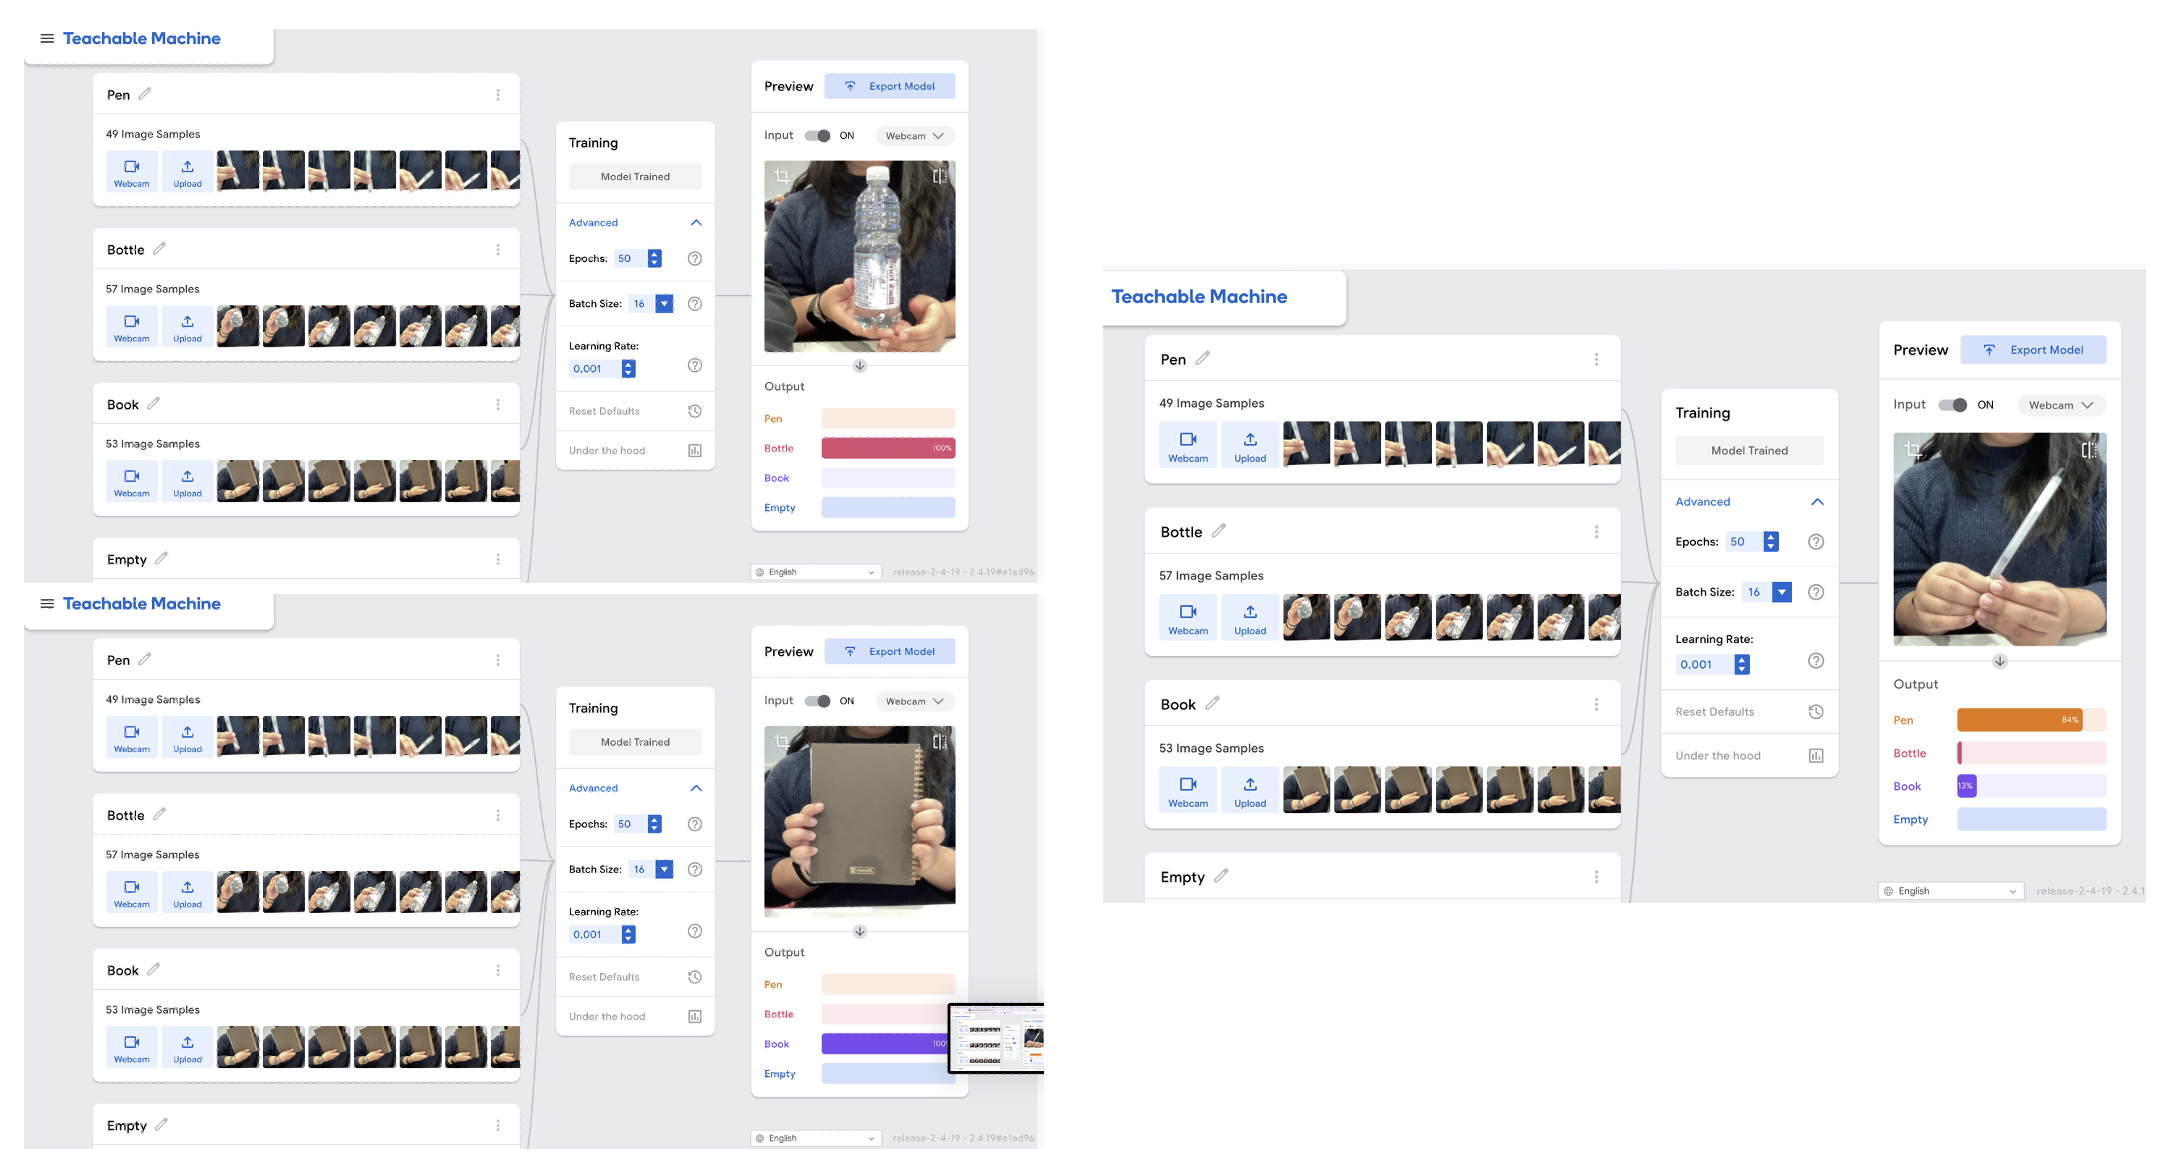 Teachable Machine
Pen
49 Image Samples
Webcam
Upload
Bottle
57 Image Samples
Webcam
Upload
Book
53 Image Samples
Webcam
Upload
Empty
Training
Model Trained
Advanced
Epochs: 50
Batch Size: 16
Learning Rate:
0,001
Reset Defaults
Under the hood
Preview
Export Model
Input ON Webcam
Output
Pen
Bottle 100%
Book
Empty
English
release-2-4-19 - 2.4.19#e1ad96
Teachable Machine
Pen
49 Image Samples
Webcam
Upload
Bottle
57 Image Samples
Webcam
Upload
Book
53 Image Samples
Webcam
Upload
Empty
Training
Model Trained
Advanced
Epochs: 50
Batch Size: 16
Learning Rate:
0,001
Reset Defaults
Under the hood
Preview
Export Model
Input ON Webcam
Output
Pen
Bottle
Book 100
Empty
English
release-2-4-19 - 2.4.19#e1ad96
Teachable Machine
Pen
49 Image Samples
Webcam
Upload
Bottle
57 Image Samples
Webcam
Upload
Book
53 Image Samples
Webcam
Upload
Empty
Training
Model Trained
Advanced
Epochs: 50
Batch Size: 16
Learning Rate:
0,001
Reset Defaults
Under the hood
Preview
Export Model
Input ON Webcam
Output
Pen 84%
Bottle
Book 13%
Empty
English
release-2-4-19 - 2.4.1